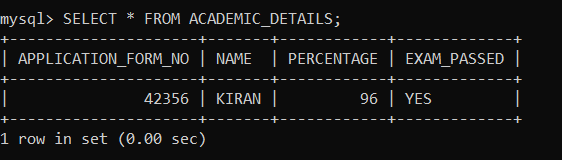 mysql> SELECT * FROM ACADEMIC_DETAILS;
+---------------------+-------+------------+-------------+
| APPLICATION_FORM_NO | NAME  | PERCENTAGE | EXAM_PASSED |
+---------------------+-------+------------+-------------+
|               42356 | KIRAN |         96 | YES         |
+---------------------+-------+------------+-------------+
1 row in set (0.00 sec)